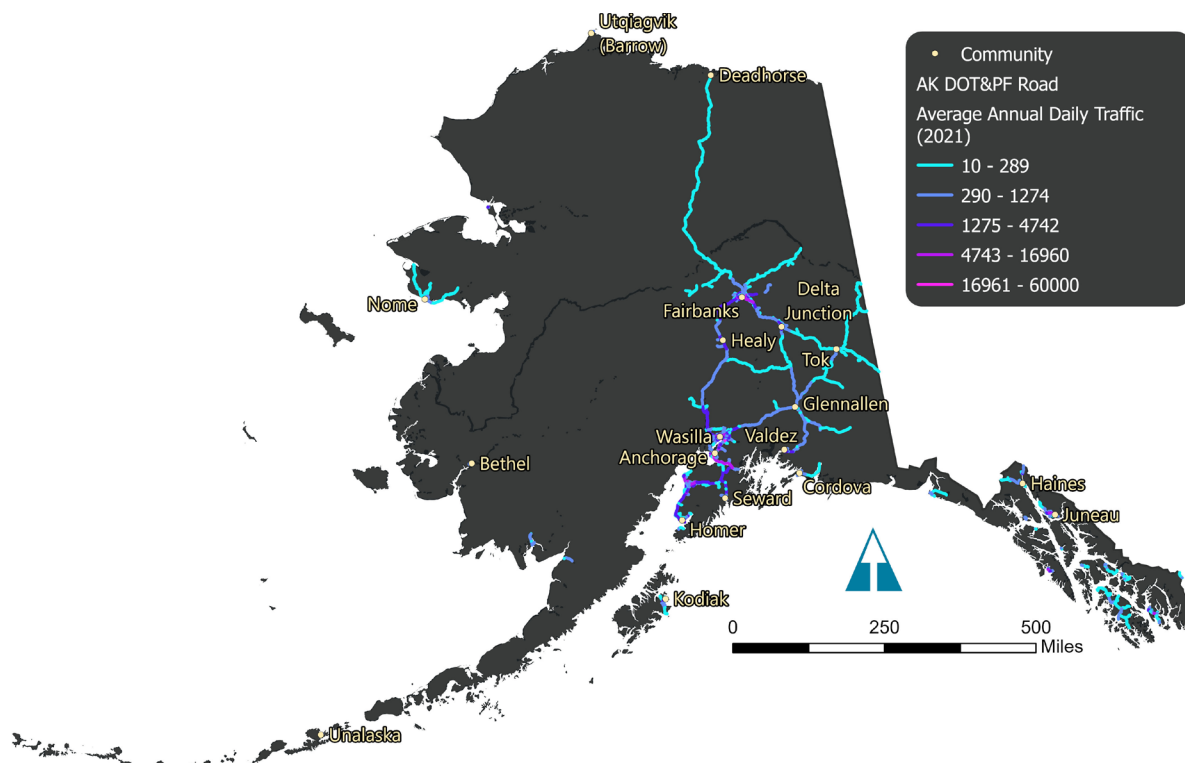 Utqiagvik
(Barrow)
Deadhorse
Community
AK DOT&PF Road
Average Annual Daily Traffic
(2021)
10 - 289
290 - 1274
1275 - 4742
4743 - 16960
16961 - 60000
Nome
Fairbanks
Delta
Junction
Healy
Tok
Glennallen
Wasilla
Valdez
Anchorage
Bethel
Seward
Cordova
Homer
Haines
Juneau
Kodiak
0 250 500
Miles
Unalaska